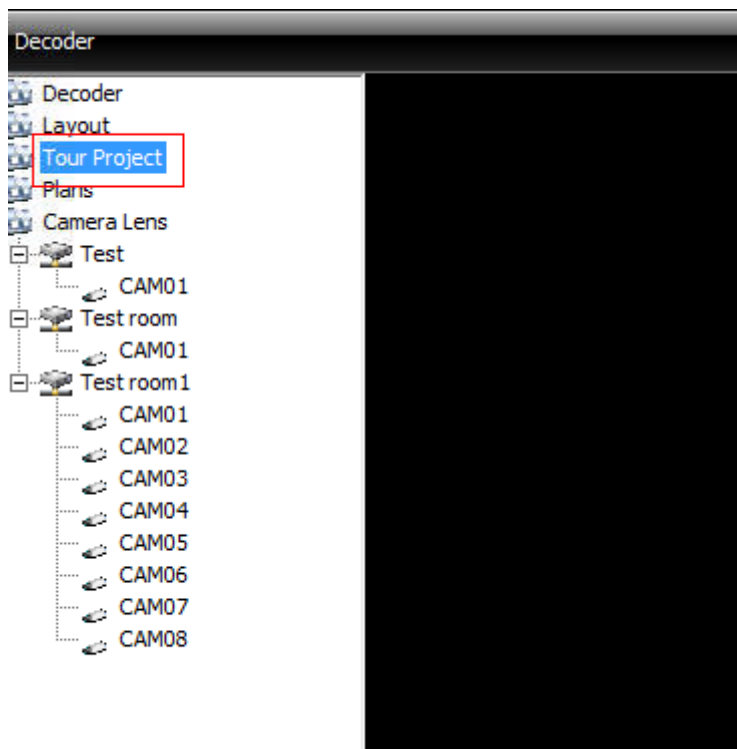 Decoder
Decoder
Layout
Tour Project
Plans
Camera Lens
Test
CAM01
Test room
CAM01
Test room1
CAM01
CAM02
CAM03
CAM04
CAM05
CAM06
CAM07
CAM08